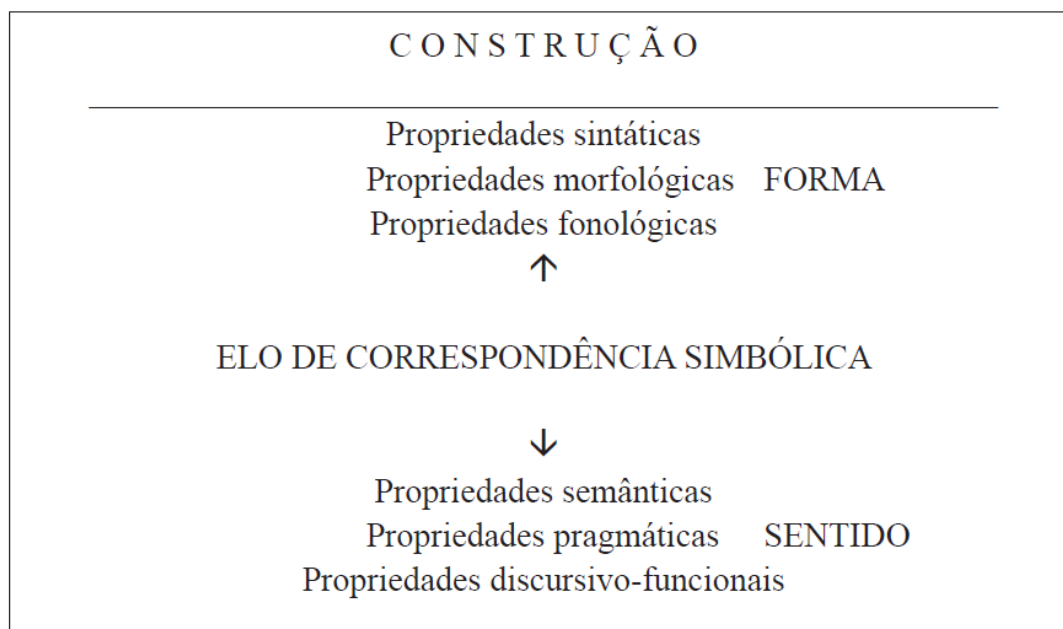 C O N S T R U Ç Ã O
Propriedades sintáticas
Propriedades morfológicas FORMA
Propriedades fonológicas
↑
ELO DE CORRESPONDÊNCIA SIMBÓLICA
↓
Propriedades semânticas
Propriedades pragmáticas SENTIDO
Propriedades discursivo-funcionais